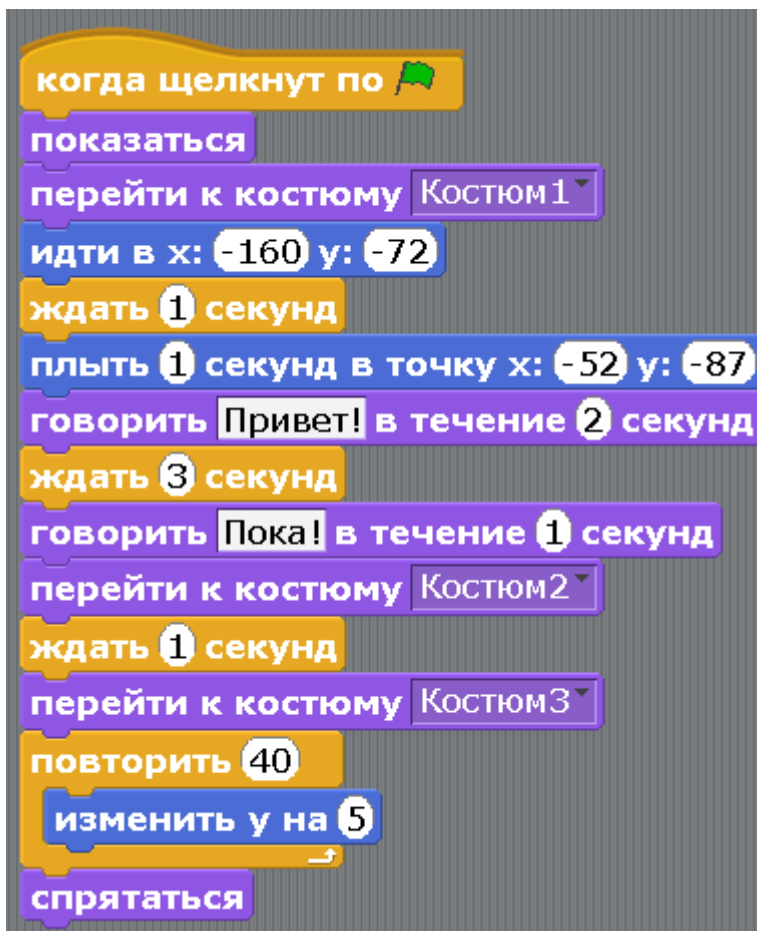 когда щелкнут по
показаться
перейти к костюму Костюм1
идти в x: -160 y: -72
ждать 1 секунд
плыть 1 секунд в точку x: -52 y: -87
говорить Привет! в течение 2 секунд
ждать 3 секунд
говорить Пока! в течение 1 секунд
перейти к костюму Костюм2
ждать 1 секунд
перейти к костюму Костюм3
повторить 40
изменить y на 5
спрятаться